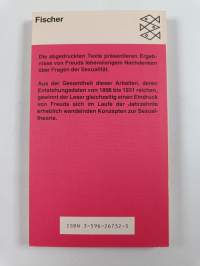 Fischer
Die abgedruckten Texte präsentieren Ergeb-
nisse von Freuds lebenslangem Nachdenken
über Fragen der Sexualität.
Aus der Gesamtheit dieser Arbeiten, deren
Entstehungsdaten von 1898 bis 1931 reichen,
gewinnt der Leser gleichzeitig einen Eindruck
von Freuds sich im Laufe der Jahrzehnte
erheblich wandelnden Konzepten zur Sexual-
theorie.
ISBN 3-596-26732-5